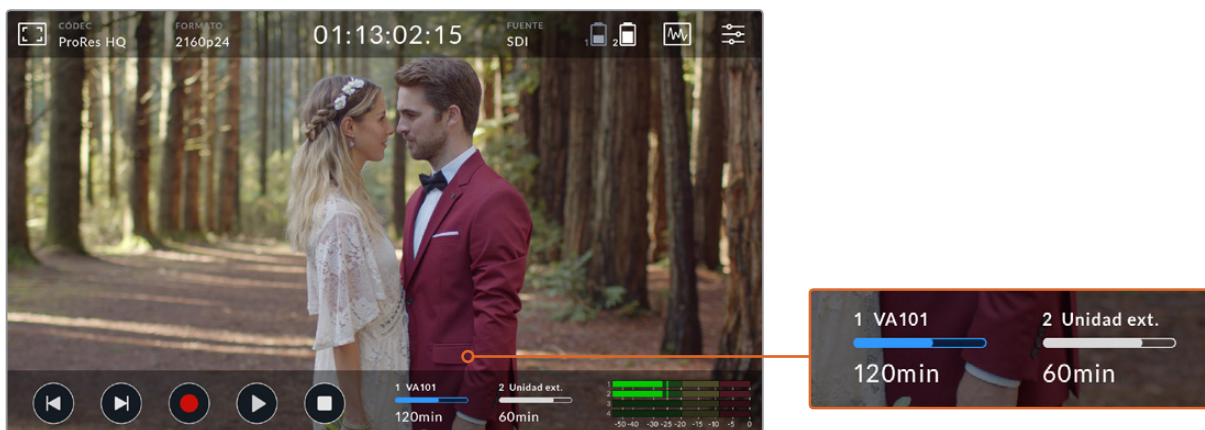 CÓDEC
ProRes HQ
FORMATO
2160p24
01:13:02:15
FUENTE
SDI
1
2
1 VA101
120min
2 Unidad ext.
60min
1
2
3
4
-50 -40 -30 -25 -20 -15 -10 -5 0
1 VA101
120min
2 Unidad ext.
60min